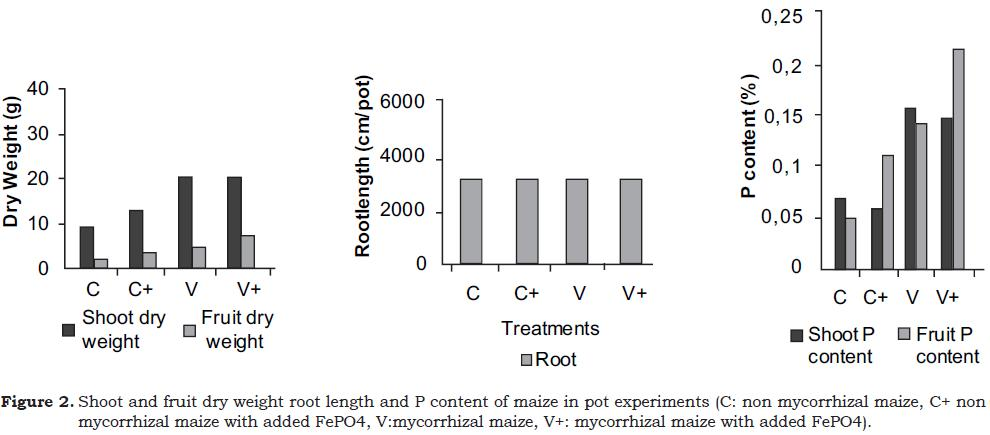 Dry Weight (g)
40
30
20
10
0
C C+ V V+
Shoot dry weight
Fruit dry weight
Rootlength (cm/pot)
6000
4000
2000
0
C C+ V V+
Treatments
Root
P content (%)
0,25
0,2
0,15
0,1
0,05
0
C C+ V V+
Shoot P content
Fruit P content
Figure 2. Shoot and fruit dry weight root length and P content of maize in pot experiments (C: non mycorrhizal maize, C+ non
mycorrhizal maize with added FePO4, V:mycorrhizal maize, V+: mycorrhizal maize with added FePO4).